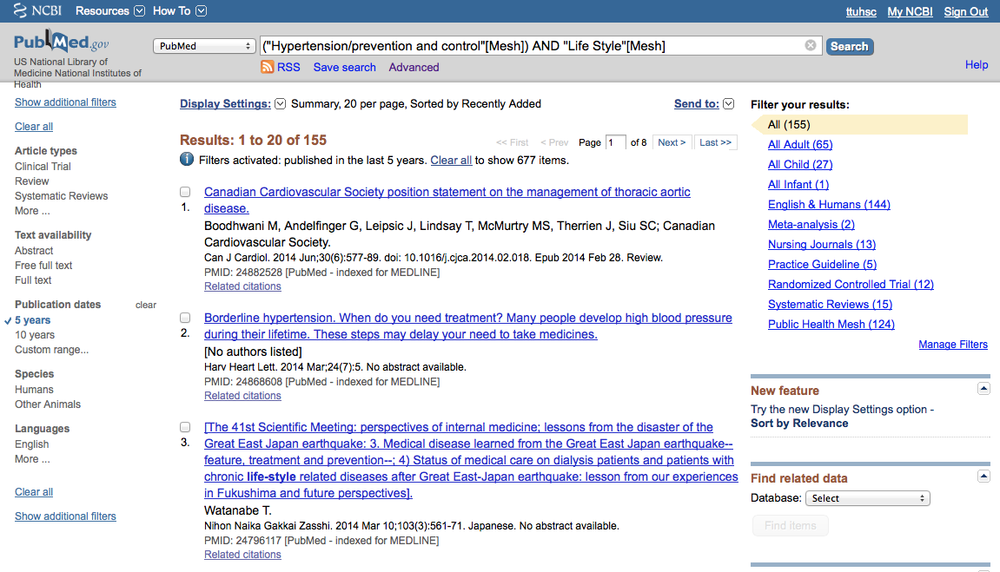 NCBI Resources How To ttuhsc My NCBI Sign Out
PubMed.gov
US National Library of
Medicine National Institutes of
Health
PubMed ("Hypertension/prevention and control"[Mesh]) AND "Life Style"[Mesh] Search
RSS Save search Advanced Help
Show additional filters
Clear all
Article types
Clinical Trial
Review
Systematic Reviews
More ...
Text availability
Abstract
Free full text
Full text
Publication dates clear
5 years
10 years
Custom range...
Species
Humans
Other Animals
Languages
English
More ...
Clear all
Show additional filters
Display Settings: Summary, 20 per page, Sorted by Recently Added Send to:
Results: 1 to 20 of 155 << First < Prev Page 1 of 8 Next > Last >>
Filters activated: published in the last 5 years. Clear all to show 677 items.
Canadian Cardiovascular Society position statement on the management of thoracic aortic
1. disease.
Boodhwani M, Andelfinger G, Leipsic J, Lindsay T, McMurtry MS, Therrien J, Siu SC; Canadian
Cardiovascular Society.
Can J Cardiol. 2014 Jun;30(6):577-89. doi: 10.1016/j.cjca.2014.02.018. Epub 2014 Feb 28. Review.
PMID: 24882528 [PubMed - indexed for MEDLINE]
Related citations
Borderline hypertension. When do you need treatment? Many people develop high blood pressure
2. during their lifetime. These steps may delay your need to take medicines.
[No authors listed]
Harv Heart Lett. 2014 Mar;24(7):5. No abstract available.
PMID: 24868608 [PubMed - indexed for MEDLINE]
Related citations
[The 41st Scientific Meeting: perspectives of internal medicine; lessons from the disaster of the
3. Great East Japan earthquake: 3. Medical disease learned from the Great East Japan earthquake--
feature, treatment and prevention--; 4) Status of medical care on dialysis patients and patients with
chronic life-style related diseases after Great East-Japan earthquake: lesson from our experiences
in Fukushima and future perspectives].
Watanabe T.
Nihon Naika Gakkai Zasshi. 2014 Mar 10;103(3):561-71. Japanese. No abstract available.
PMID: 24796117 [PubMed - indexed for MEDLINE]
Related citations
Filter your results:
All (155)
All Adult (65)
All Child (27)
All Infant (1)
English & Humans (144)
Meta-analysis (2)
Nursing Journals (13)
Practice Guideline (5)
Randomized Controlled Trial (12)
Systematic Reviews (15)
Public Health Mesh (124)
Manage Filters
New feature
Try the new Display Settings option -
Sort by Relevance
Find related data
Database: Select
Find items